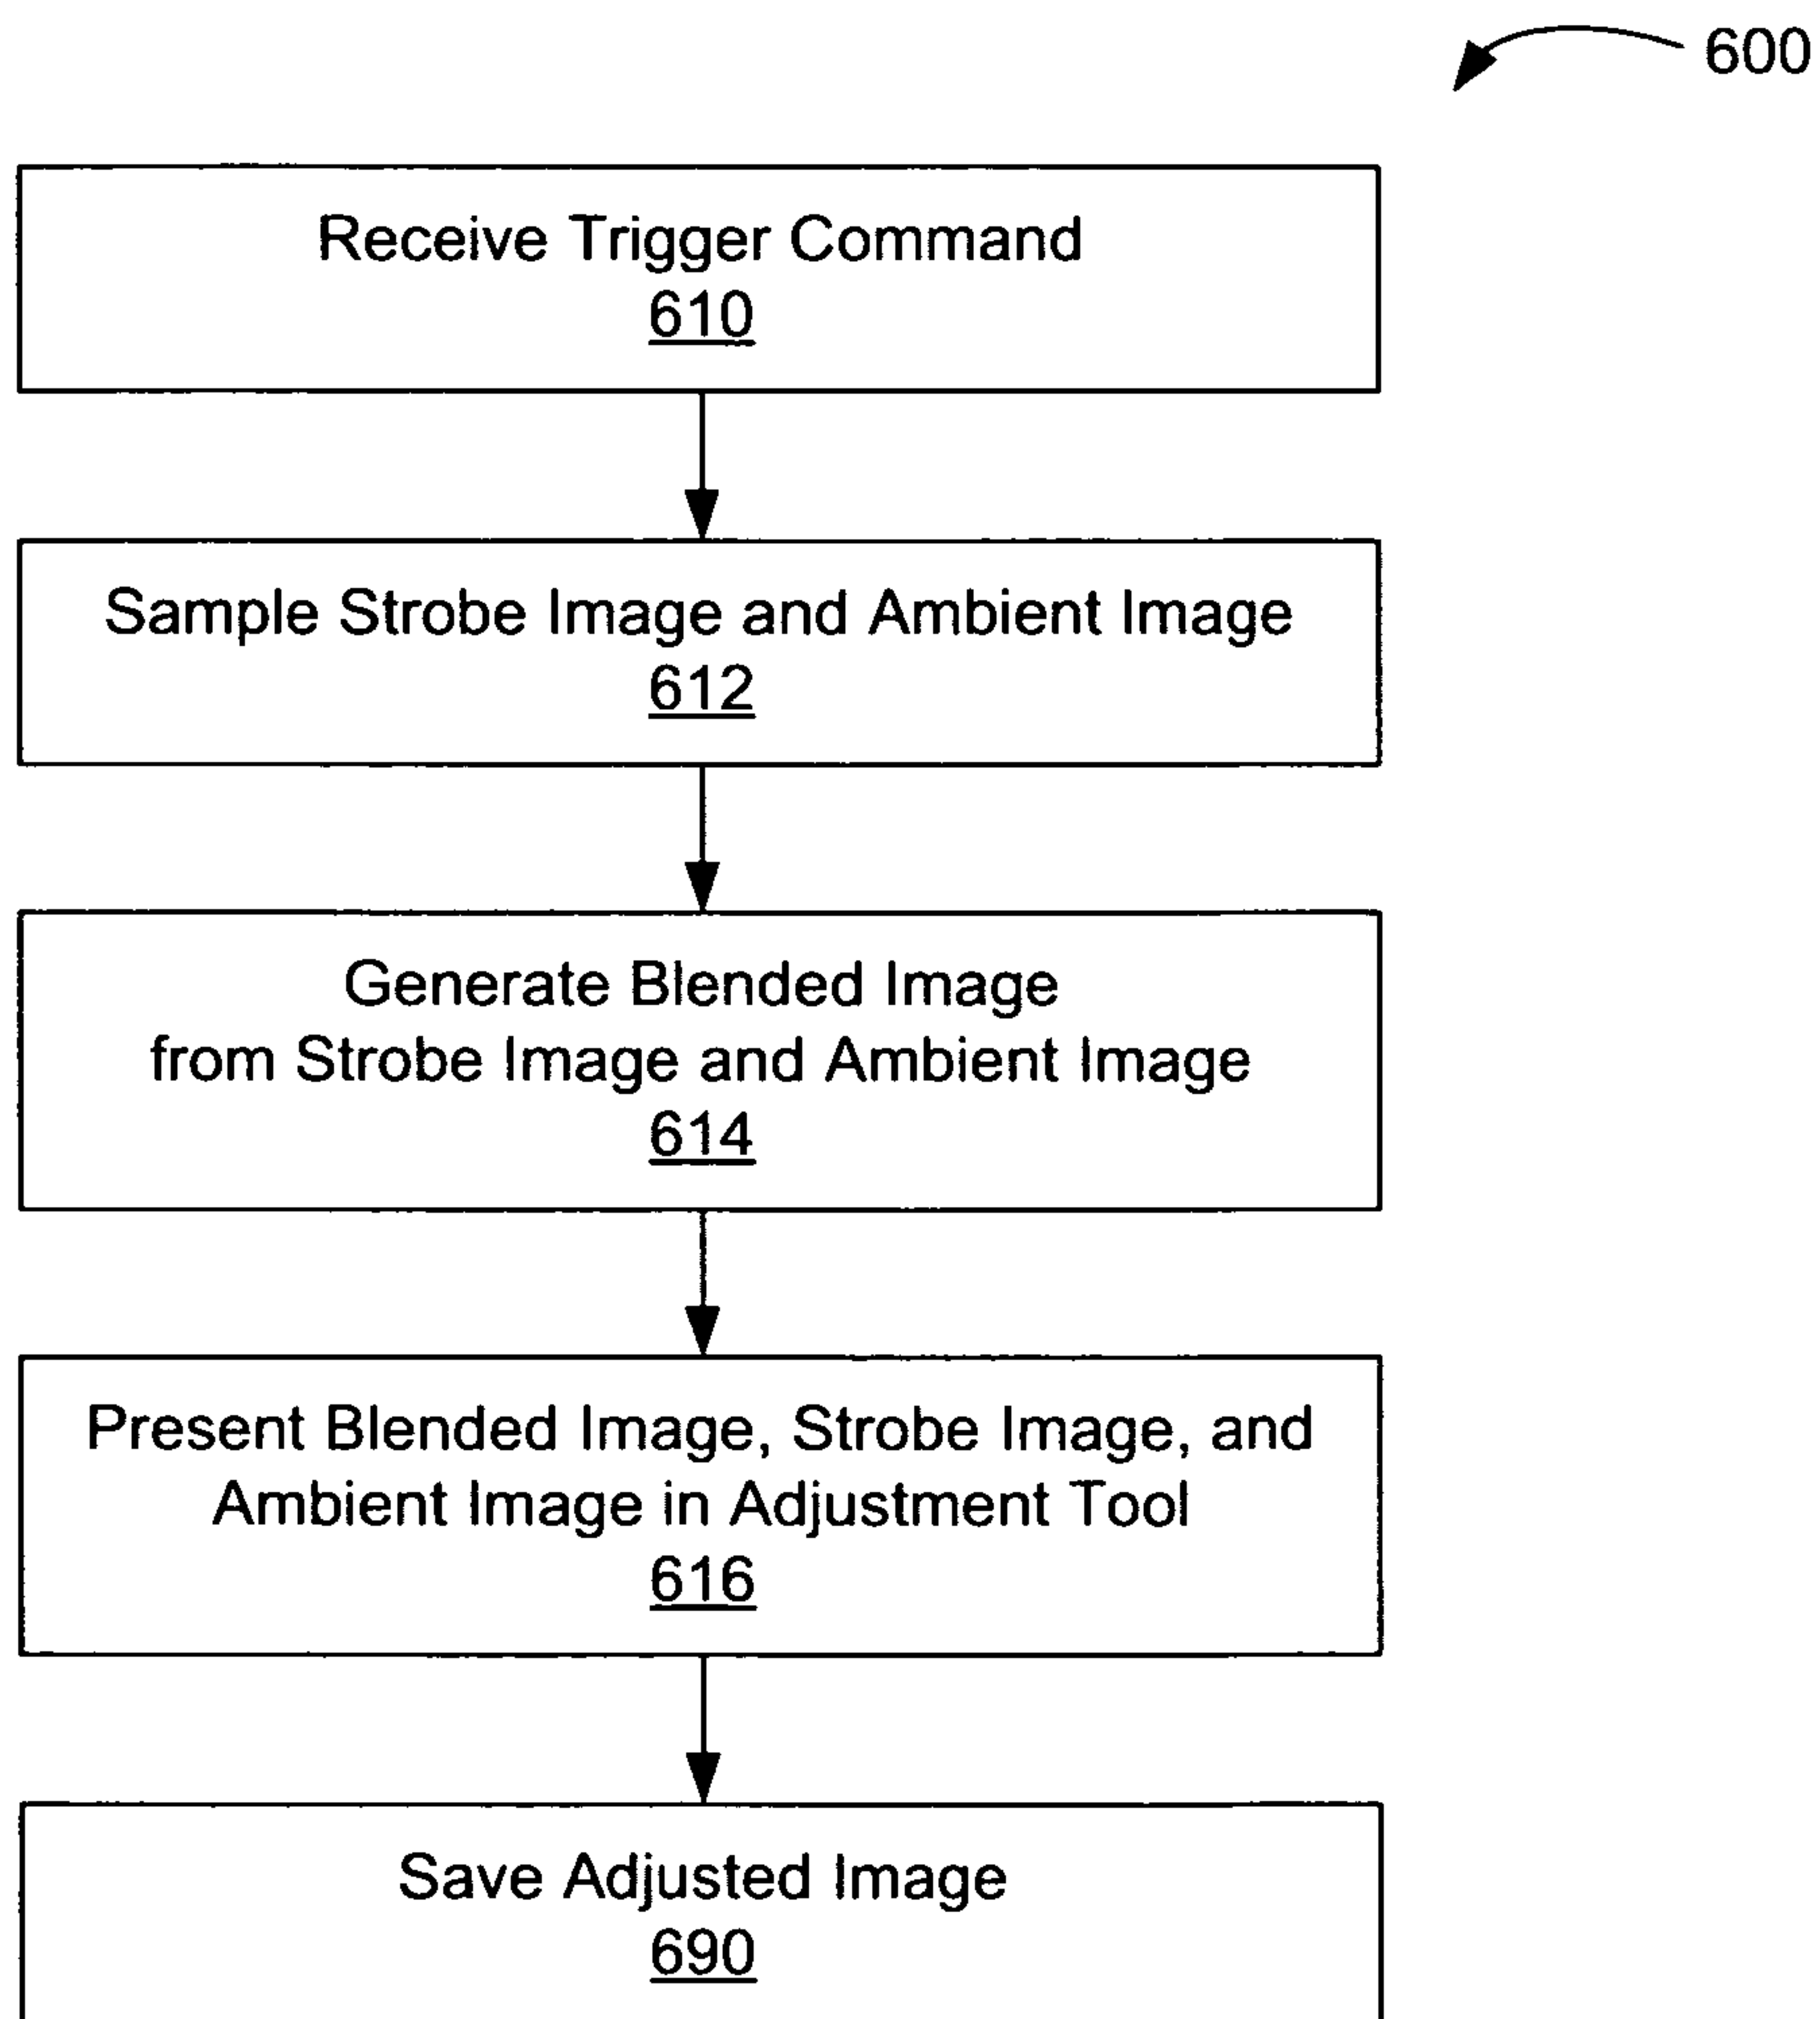 600
Receive Trigger Command
610
Sample Strobe Image and Ambient Image
612
Generate Blended Image
from Strobe Image and Ambient Image
614
Present Blended Image, Strobe Image, and
Ambient Image in Adjustment Tool
616
Save Adjusted Image
690